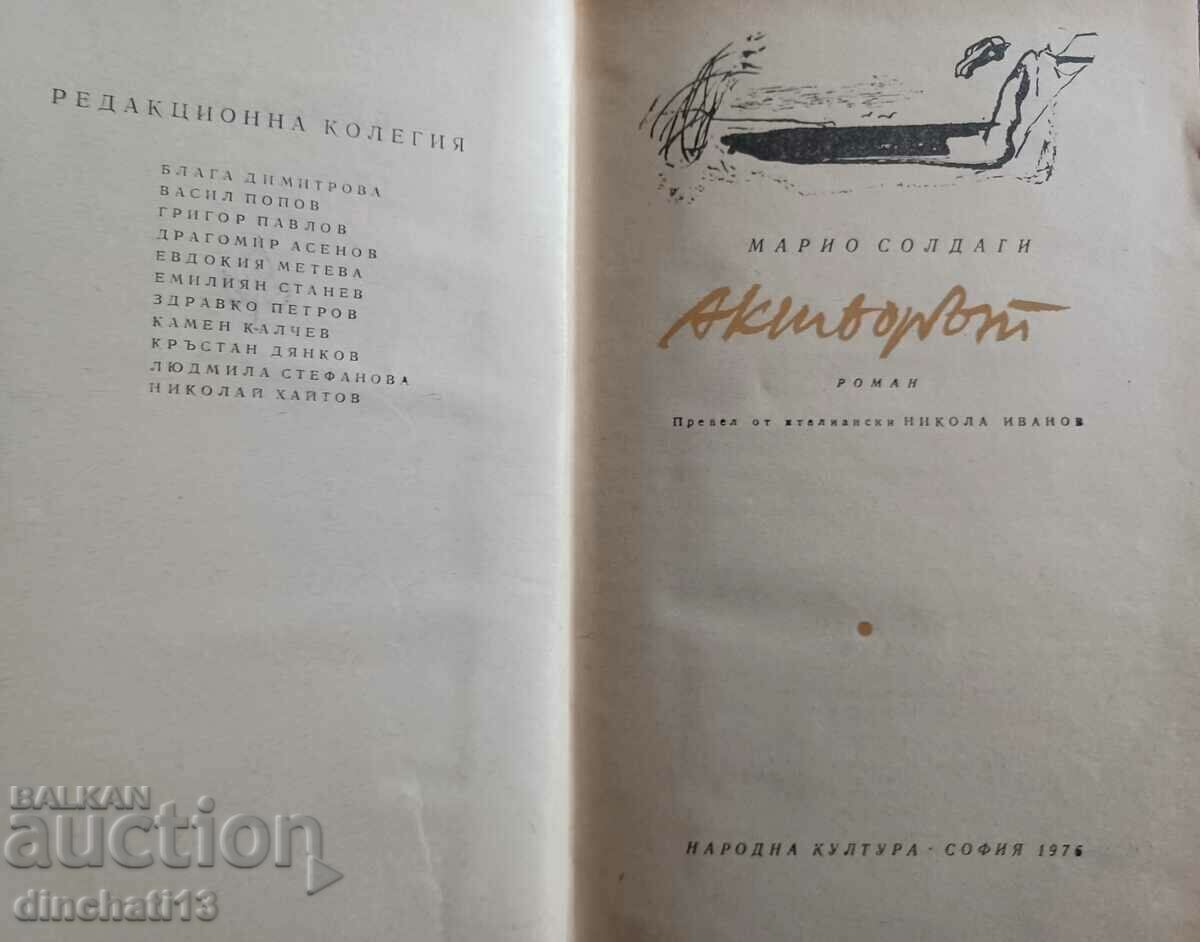 РЕДАКЦИОННА КОЛЕГИЯ
БЛАГА ДИМИТРОВА
ВАСИЛ ПОПОВ
ГРИГОР ПАВЛОВ
ДРАГОМИР АСЕНОВ
ЕВДОКИЯ МЕТЕВА
ЕМИЛИЯН СТАНЕВ
ЗДРАВКО ПЕТРОВ
КАМЕН КАЛЧЕВ
КРЪСТАН ДЯНКОВ
ЛЮДМИЛА СТЕФАНОВА
НИКОЛАЙ ХАЙТОВ
МАРИО СОЛДАГИ
Актьорът
РОМАН
Превел от италиански НИКОЛА ИВАНОВ
НАРОДНА КУЛТУРА · СОФИЯ 1976
BALKAN
auction
dinchati13